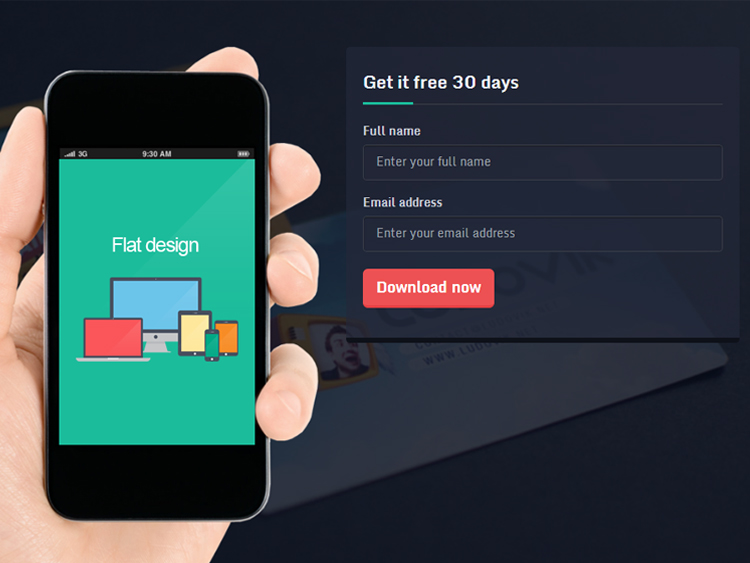 3G 9:30 AM
Flat design
Get it free 30 days
Full name
Enter your full name
Email address
Enter your email address
Download now